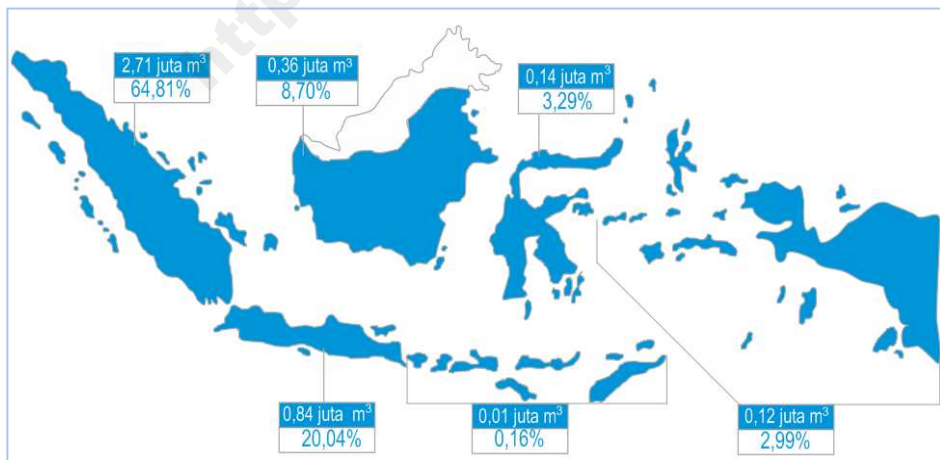 http
2,71 juta m³
64,81%
0,36 juta m³
8,70%
0,14 juta m³
3,29%
0,84 juta m³
20,04%
0,01 juta m³
0,16%
0,12 juta m³
2,99%